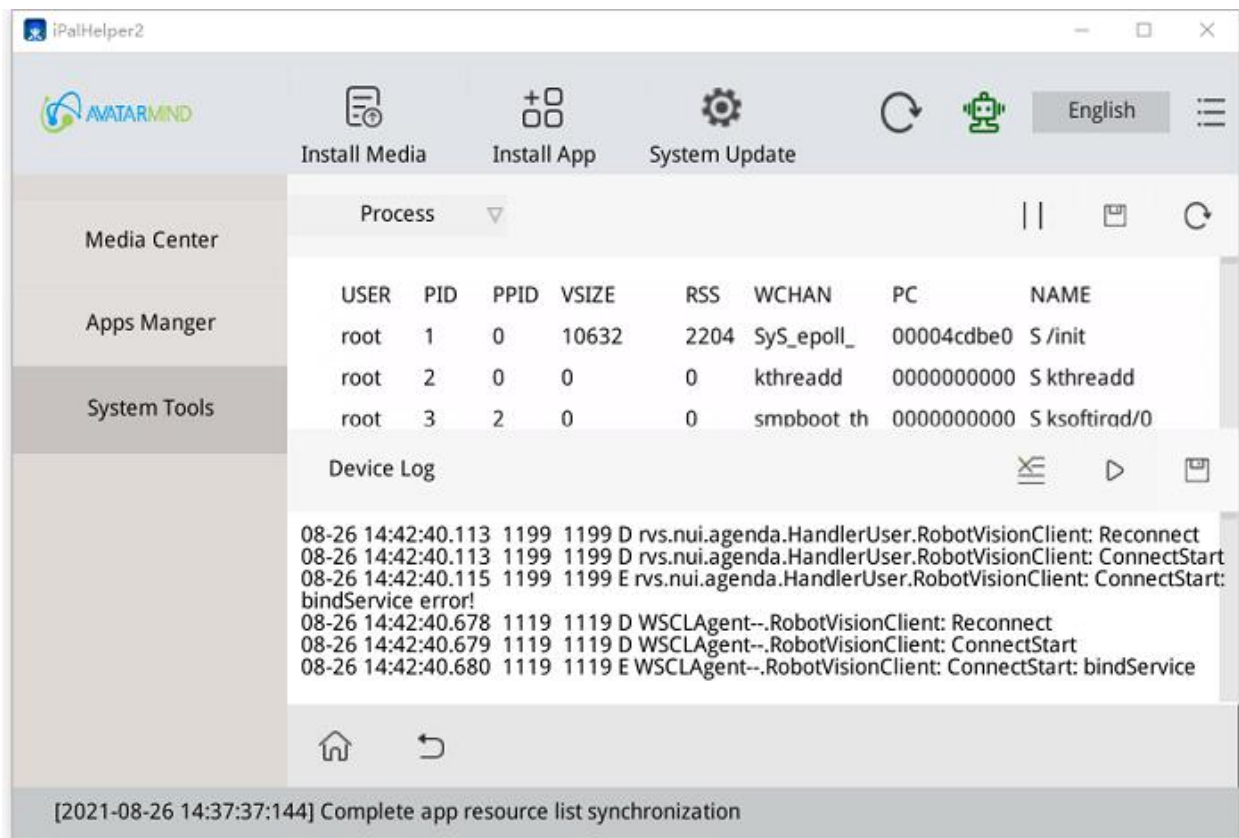 iPalHelper2
AVATARMIND
Install Media
Install App
System Update
English
Media Center
Apps Manger
System Tools
Process
USER PID PPID VSIZE RSS WCHAN PC NAME
root 1 0 10632 2204 SyS_epoll_ 00004cdbe0 S /init
root 2 0 0 0 kthreadd 0000000000 S kthreadd
root 3 2 0 0 smpboot_th 0000000000 S ksoftirqd/0
Device Log
08-26 14:42:40.113 1199 1199 D rvs.nui.agenda.HandlerUser.RobotVisionClient: Reconnect
08-26 14:42:40.113 1199 1199 D rvs.nui.agenda.HandlerUser.RobotVisionClient: ConnectStart
08-26 14:42:40.115 1199 1199 E rvs.nui.agenda.HandlerUser.RobotVisionClient: ConnectStart:
bindService error!
08-26 14:42:40.678 1119 1119 D WSCLAgent--.RobotVisionClient: Reconnect
08-26 14:42:40.679 1119 1119 D WSCLAgent--.RobotVisionClient: ConnectStart
08-26 14:42:40.680 1119 1119 E WSCLAgent--.RobotVisionClient: ConnectStart: bindService
[2021-08-26 14:37:37:144] Complete app resource list synchronization